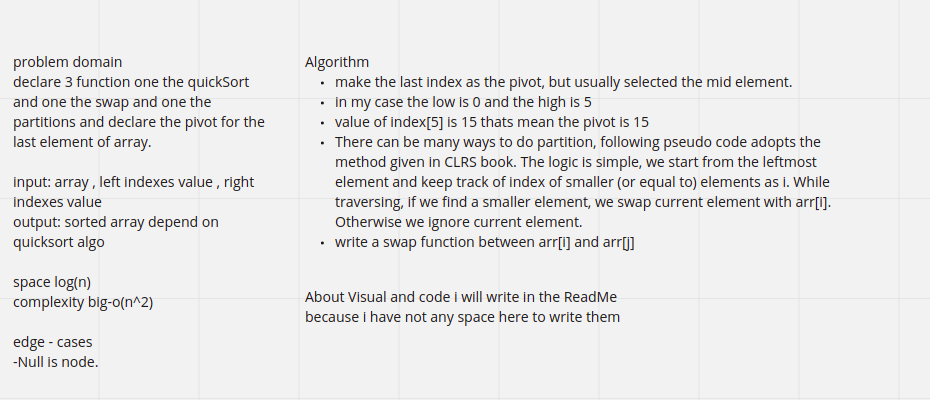 problem domain
declare 3 function one the quickSort
and one the swap and one the
partitions and declare the pivot for the
last element of array.
input: array , left indexes value , right
indexes value
output: sorted array depend on
quicksort algo
space log(n)
complexity big-o(n^2)
edge - cases
-Null is node.
Algorithm
• make the last index as the pivot, but usually selected the mid element.
• in my case the low is 0 and the high is 5
• value of index[5] is 15 thats mean the pivot is 15
• There can be many ways to do partition, following pseudo code adopts the
method given in CLRS book. The logic is simple, we start from the leftmost
element and keep track of index of smaller (or equal to) elements as i. While
traversing, if we find a smaller element, we swap current element with arr[i].
Otherwise we ignore current element.
• write a swap function between arr[i] and arr[j]
About Visual and code i will write in the ReadMe
because i have not any space here to write them